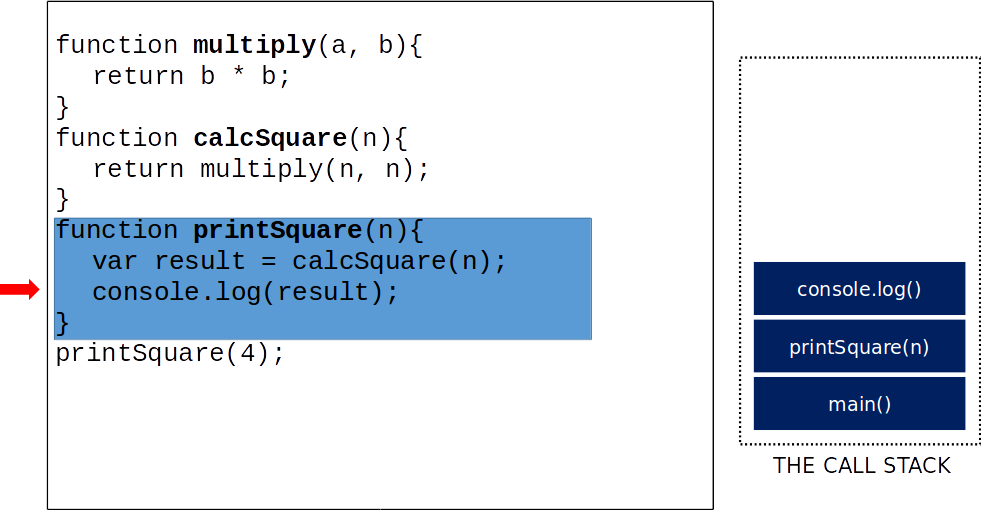 function multiply(a, b){
return b * b;
}
function calcSquare(n){
return multiply(n, n);
}
function printSquare(n){
var result = calcSquare(n);
console.log(result);
}
printSquare(4);
console.log()
printSquare(n)
main()
THE CALL STACK